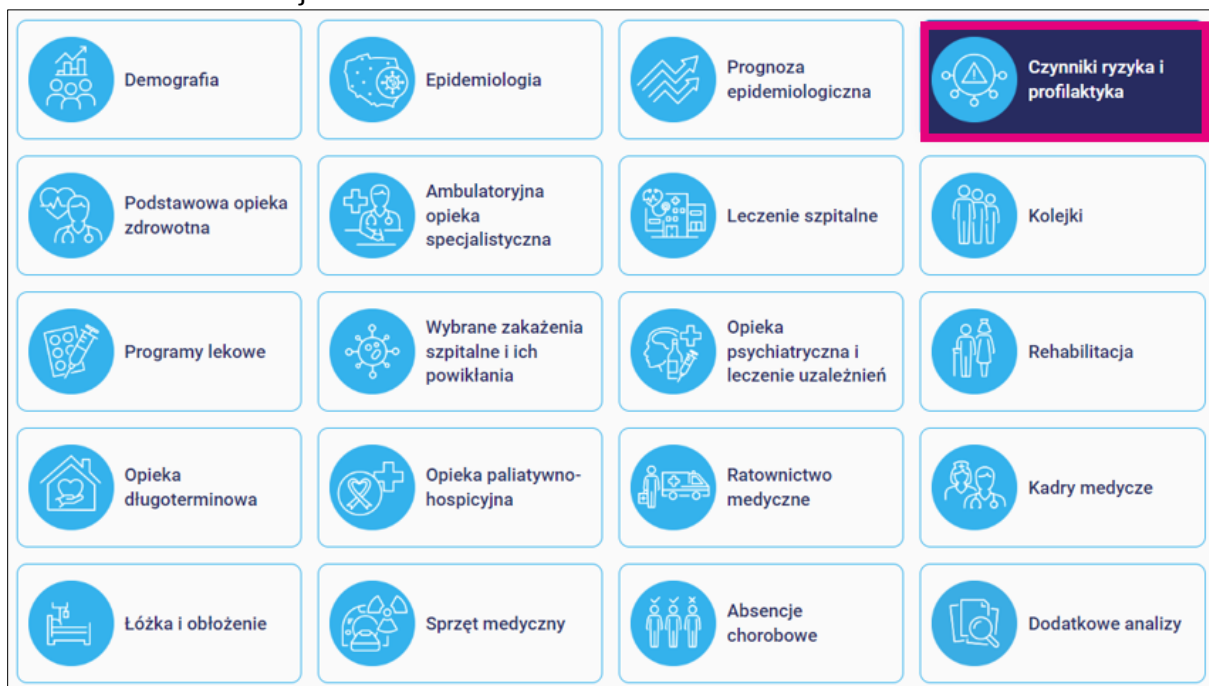 Demografia
Epidemiologia
Prognoza
epidemiologiczna
Czynniki ryzyka i
profilaktyka
Podstawowa opieka
zdrowotna
Ambulatoryjna
opieka
specjalistyczna
Leczenie szpitalne
Kolejki
Programy lekowe
Wybrane zakażenia
szpitalne i ich
powikłania
Opieka
psychiatryczna i
leczenie uzależnień
Rehabilitacja
Opieka
długoterminowa
Opieka paliatywno-
hospicyjna
Ratownictwo
medyczne
Kadry medycze
Łóżka i obłożenie
Sprzęt medyczny
Absencje
chorobowe
Dodatkowe analizy